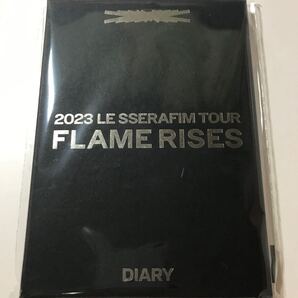 2023 LE SSERAFIM TOUR
FLAME RISES
DIARY